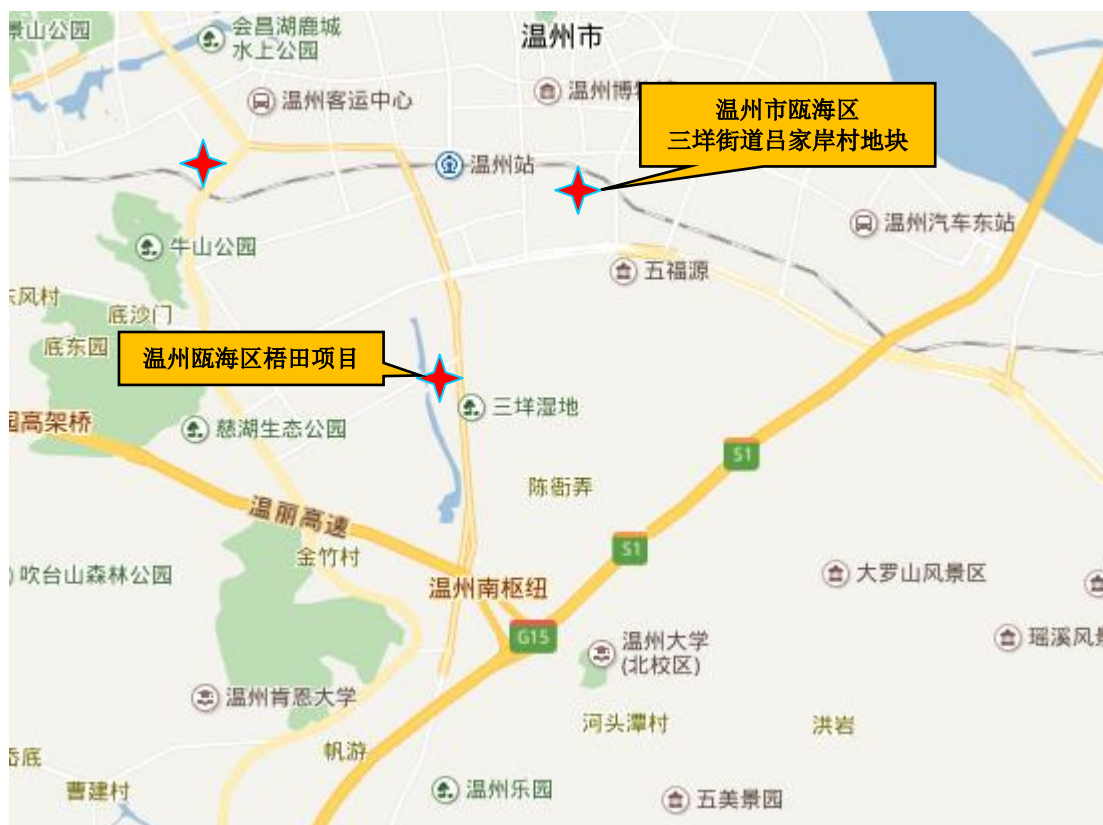 景山公园
会昌湖鹿城
水上公园
温州市
温州客运中心
温州博
温州市瓯海区
三垟街道吕家岸村地块
温州站
温州汽车东站
牛山公园
五福源
东风村
底沙门
底东园
温州瓯海区梧田项目
三垟湿地
高架桥
慈湖生态公园
S1
陈衙弄
温丽高速
S1
金竹村
吹台山森林公园
温州南枢纽
大罗山风景区
G15
温州大学
(北校区)
瑶溪风景
温州肯恩大学
河头潭村
洪岩
帆游
岙底
曹建村
温州乐园
五美景园